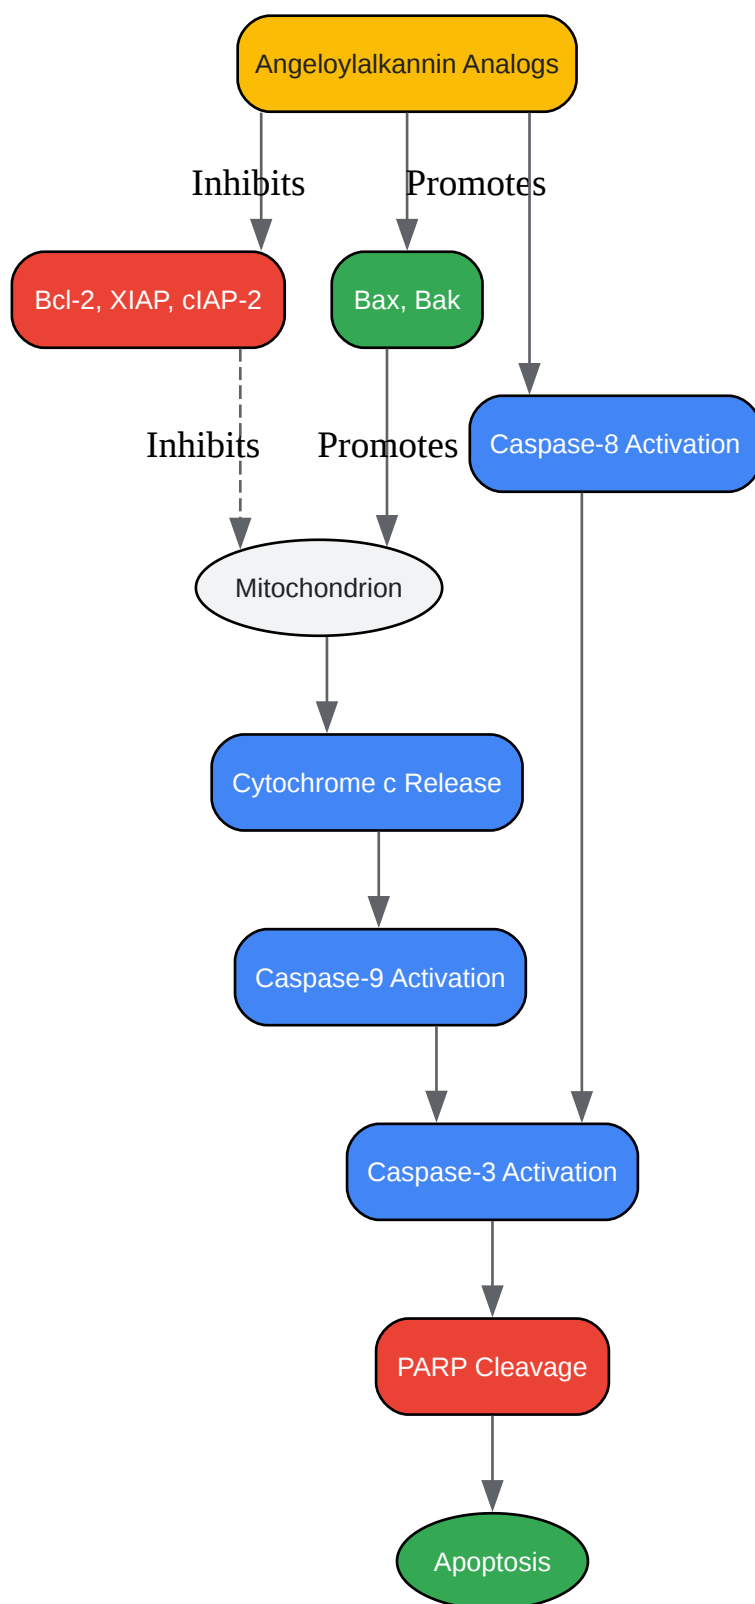 Angeloylalkannin Analogs
Inhibits
Promotes
Bcl-2, XIAP, cIAP-2
Bax, Bak
Inhibits
Promotes
Caspase-8 Activation
Mitochondrion
Cytochrome c Release
Caspase-9 Activation
Caspase-3 Activation
PARP Cleavage
Apoptosis